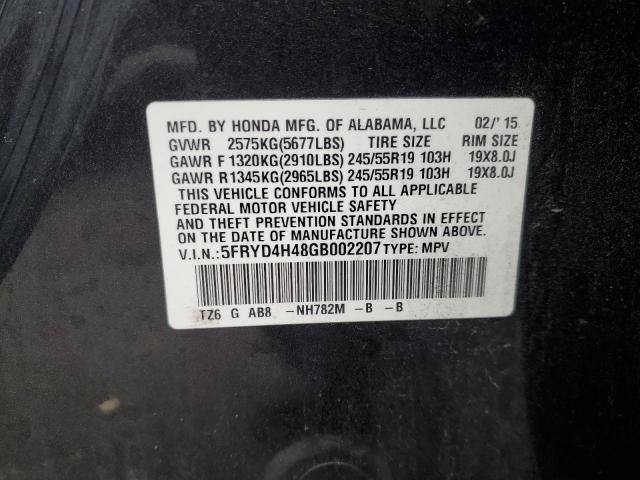 MFD. BY HONDA MFG. OF ALABAMA, LLC 02/'15
GVWR 2575KG(5677LBS) TIRE SIZE RIM SIZE
GAWR F 1320KG(2910LBS) 245/55R19 103H 19X8.0J
GAWR R1345KG(2965LBS) 245/55R19 103H 19X8.0J
THIS VEHICLE CONFORMS TO ALL APPLICABLE
FEDERAL MOTOR VEHICLE SAFETY
AND THEFT PREVENTION STANDARDS IN EFFECT
ON THE DATE OF MANUFACTURE SHOWN ABOVE.
V.I.N.: 5FRYD4H48GB002207 TYPE: MPV
TZ6 G AB8 -NH782M -B -B